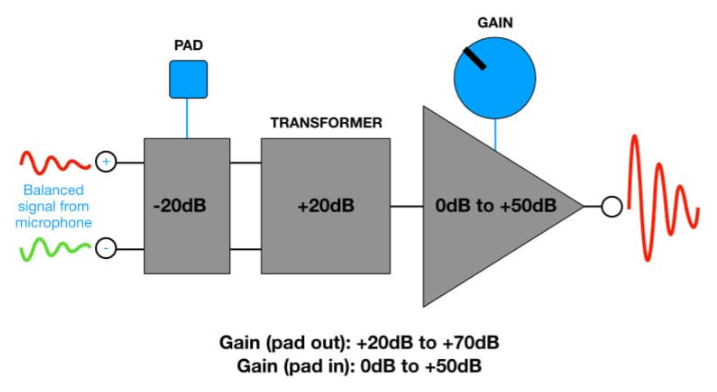 GAIN
PAD
TRANSFORMER
+
Balanced
signal from
microphone
-
-20dB
+20dB
0dB to +50dB
Gain (pad out): +20dB to +70dB
Gain (pad in): 0dB to +50dB